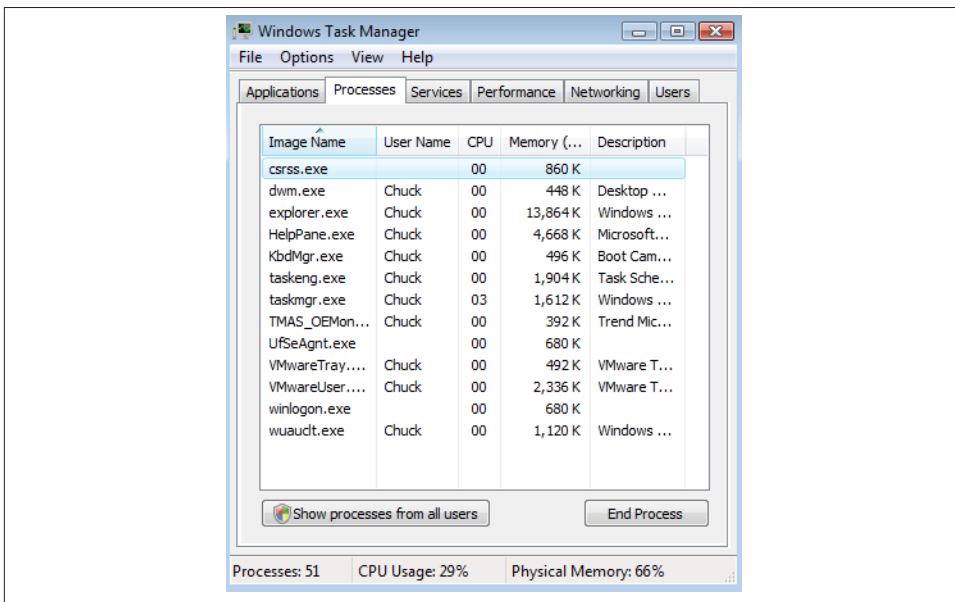 Windows Task Manager
File Options View Help
Applications Processes Services Performance Networking Users
Image Name User Name CPU Memory (... Description
csrss.exe 00 860 K
dwm.exe Chuck 00 448 K Desktop ...
explorer.exe Chuck 00 13,864 K Windows ...
HelpPane.exe Chuck 00 4,668 K Microsoft...
KbdMgr.exe Chuck 00 496 K Boot Cam...
taskeng.exe Chuck 00 1,904 K Task Sche...
taskmgr.exe Chuck 03 1,612 K Windows ...
TMAS_OEMon... Chuck 00 392 K Trend Mic...
UfSeAgnt.exe 00 680 K
VMwareTray.... Chuck 00 492 K VMware T...
VMwareUser.... Chuck 00 2,336 K VMware T...
winlogon.exe 00 680 K
wuauclt.exe Chuck 00 1,120 K Windows ...
Show processes from all users End Process
Processes: 51 CPU Usage: 29% Physical Memory: 66%